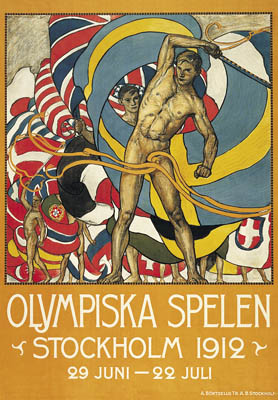 OLYMPISKA SPELEN
STOCKHOLM 1912
29 JUNI — 22 JULI
A. BÖRTZELLS TR. A. B. STOCKHOLM